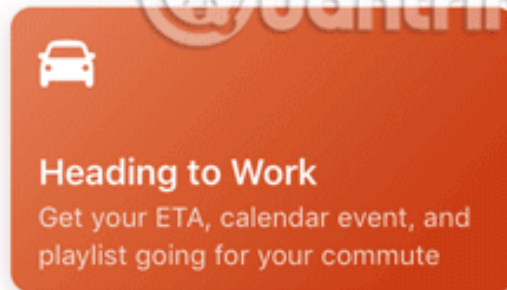 Heading to Work
Get your ETA, calendar event, and
playlist going for your commute